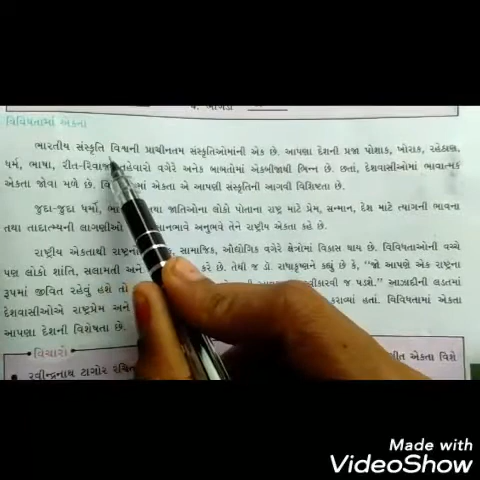 વિવિધતામાં એકતા
ભારતીય સંસ્કૃતિ વિશ્વની પ્રાચીનતમ સંસ્કૃતિઓમાંની એક છે. આપણા દેશની પ્રજા પોશાક, ખોરાક, રહેઠાણ,
ધર્મ, ભાષા, રીત-રિવાજ તહેવારો વગેરે અનેક બાબતોમાં એકબીજાથી ભિન્ન છે. છતાં, દેશવાસીઓમાં ભાવાત્મક
એકતા જોવા મળે છે. માં એકતા એ આપણી સંસ્કૃતિની આગવી વિશિષ્ટતા છે.
જુદા-જુદા ધર્મો, તથા જાતિઓના લોકો પોતાના રાષ્ટ્ર માટે પ્રેમ, સન્માન, દેશ માટે ત્યાગની ભાવના
તથા તાદાત્મ્યની લાગણીઓ અનુભવે તેને રાષ્ટ્રીય એકતા કહે છે.
રાષ્ટ્રીય એકતાથી રાષ્ટ્રના સામાજિક, ઔદ્યોગિક વગેરે ક્ષેત્રોમાં વિકાસ થાય છે. વિવિધતાઓની વચ્ચે
પણ લોકો શાંતિ, સલામતી અને કરે છે. તેથી જ ડૉ. રાધાકૃષ્ણને કહ્યું છે કે, “જો આપણે એક રાષ્ટ્રના
રૂપમાં જીવિત રહેવું હશે તો સ્વીકારવી જ પડશે.” આઝાદીની લડતમાં
દેશવાસીઓએ રાષ્ટ્રપ્રેમ અને કરાવ્યાં હતાં. વિવિધતામાં એકતા
આપણા દેશની વિશેષતા છે.
વિચારો
રવીન્દ્રનાથ ટાગોર એકતા વિશે
Made with
VideoShow